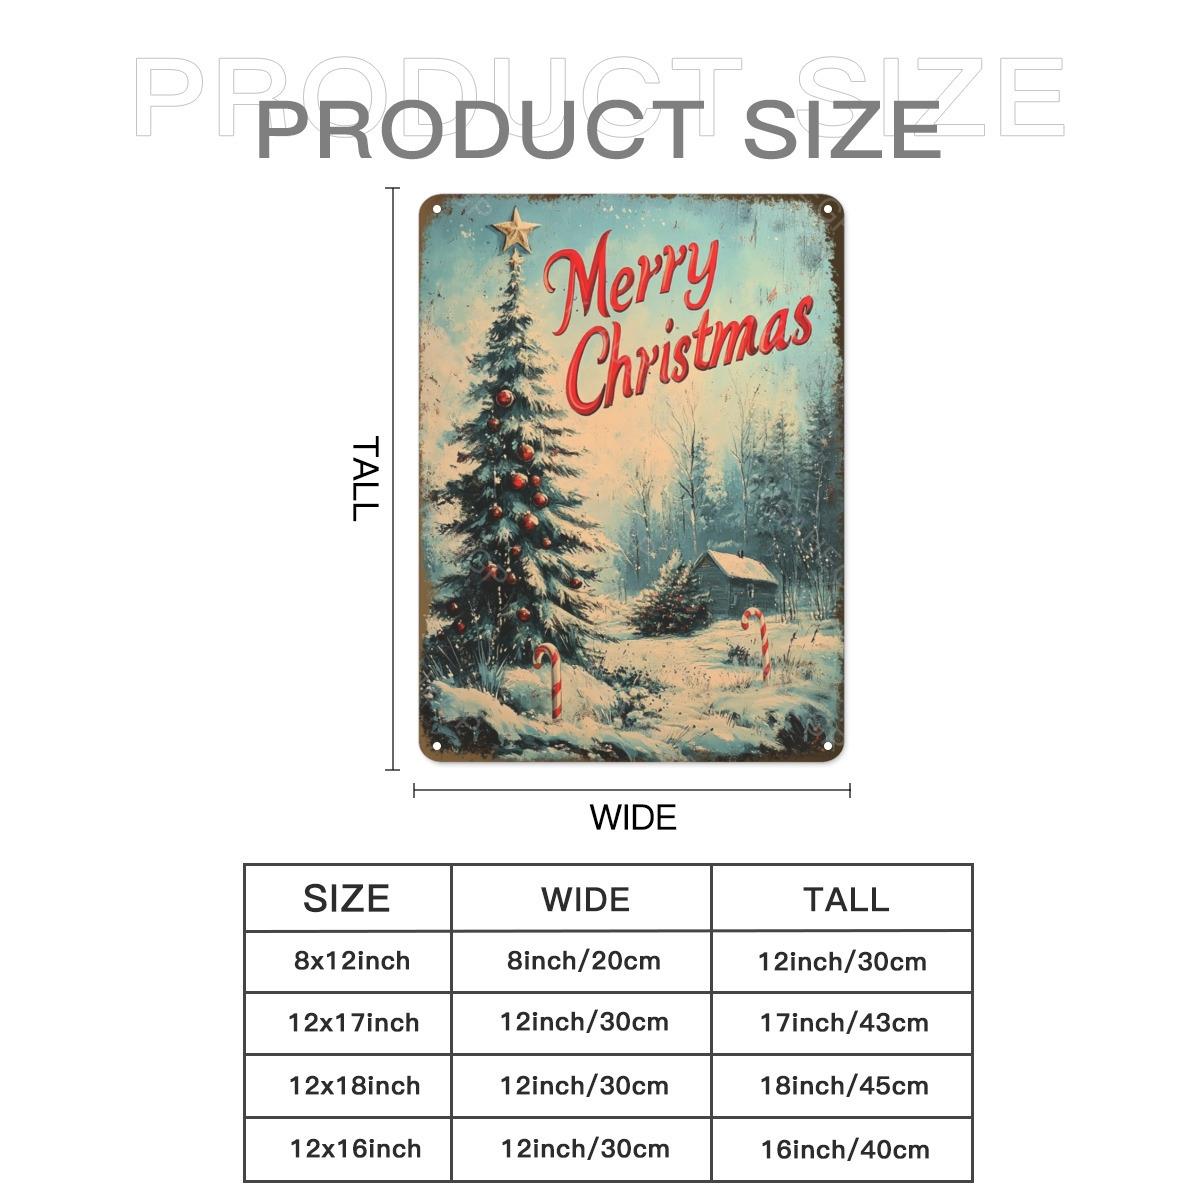 PRODUCT SIZE
PRODUCT SIZE
Merry
Christmas
TALL
WIDE
SIZE WIDE TALL
8x12inch 8inch/20cm 12inch/30cm
12x17inch 12inch/30cm 17inch/43cm
12x18inch 12inch/30cm 18inch/45cm
12x16inch 12inch/30cm 16inch/40cm